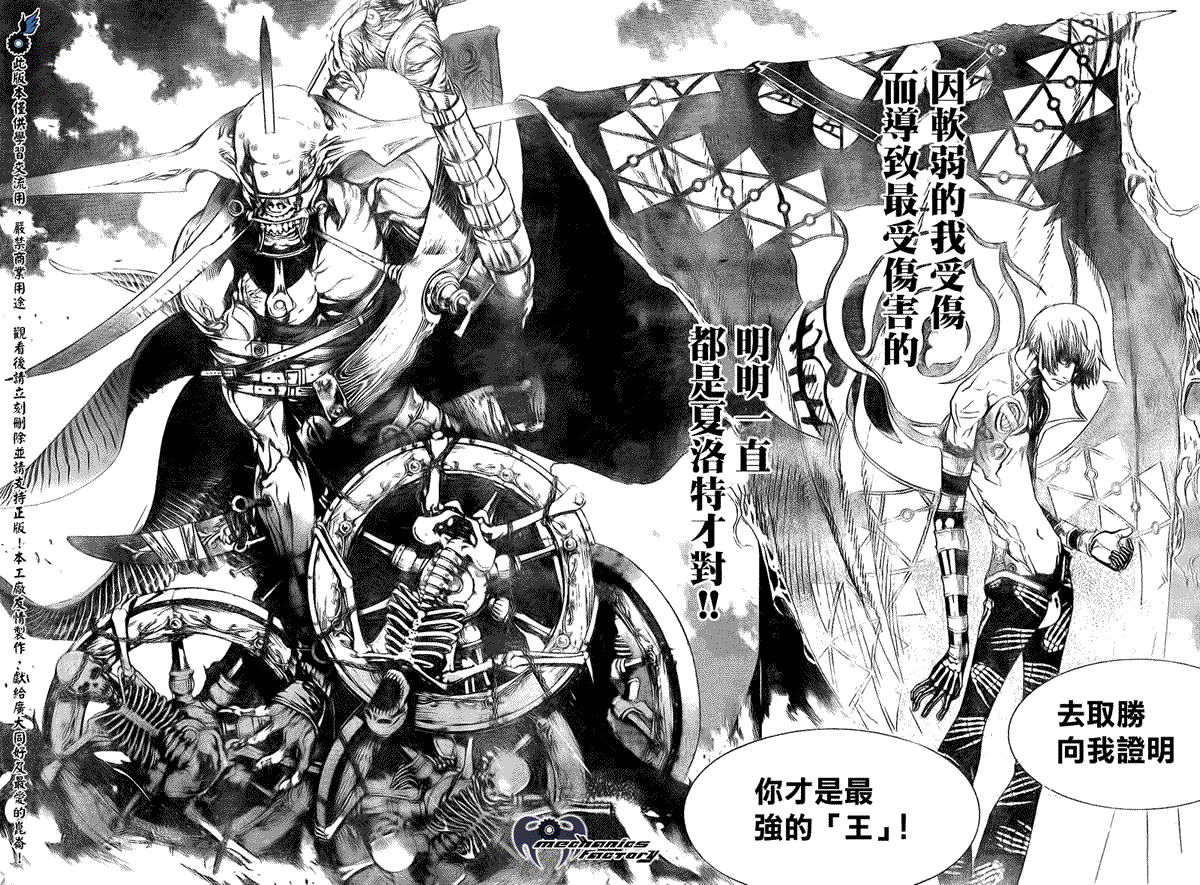 因軟弱的我受傷
而導致最受傷害的
明明一直
都是夏洛特才對!!
去取勝
向我證明
你才是最
強的「王」!
此版本僅供學習交流用，嚴禁商業用途，觀看後請立刻刪除並請支持正版！本工廠友情製作，獻給廣大同好及最愛的崑崙！
mechanics
Factory